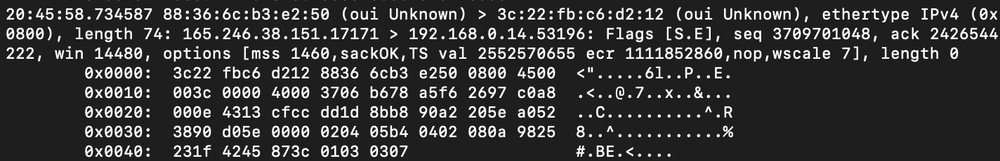 20:45:58.734587 88:36:6c:b3:e2:50 (oui Unknown) > 3c:22:fb:c6:d2:12 (oui Unknown), ethertype IPv4 (0x
0800), length 74: 165.246.38.151.17171 > 192.168.0.14.53196: Flags [S.E], seq 3709701048, ack 2426544
222, win 14480, options [mss 1460,sackOK,TS val 2552570655 ecr 1111852860,nop,wscale 7], length 0
0x0000:  3c22 fbc6 d212 8836 6cb3 e250 0800 4500  <".....6l..P..E.
0x0010:  003c 0000 4000 3706 b678 a5f6 2697 c0a8  .<..@.7..x..&...
0x0020:  000e 4313 cfcc dd1d 8bb8 90a2 205e a052  ..C..........^.R
0x0030:  3890 d05e 0000 0204 05b4 0402 080a 9825  8..^...........%
0x0040:  231f 4245 873c 0103 0307                 #.BE.<....